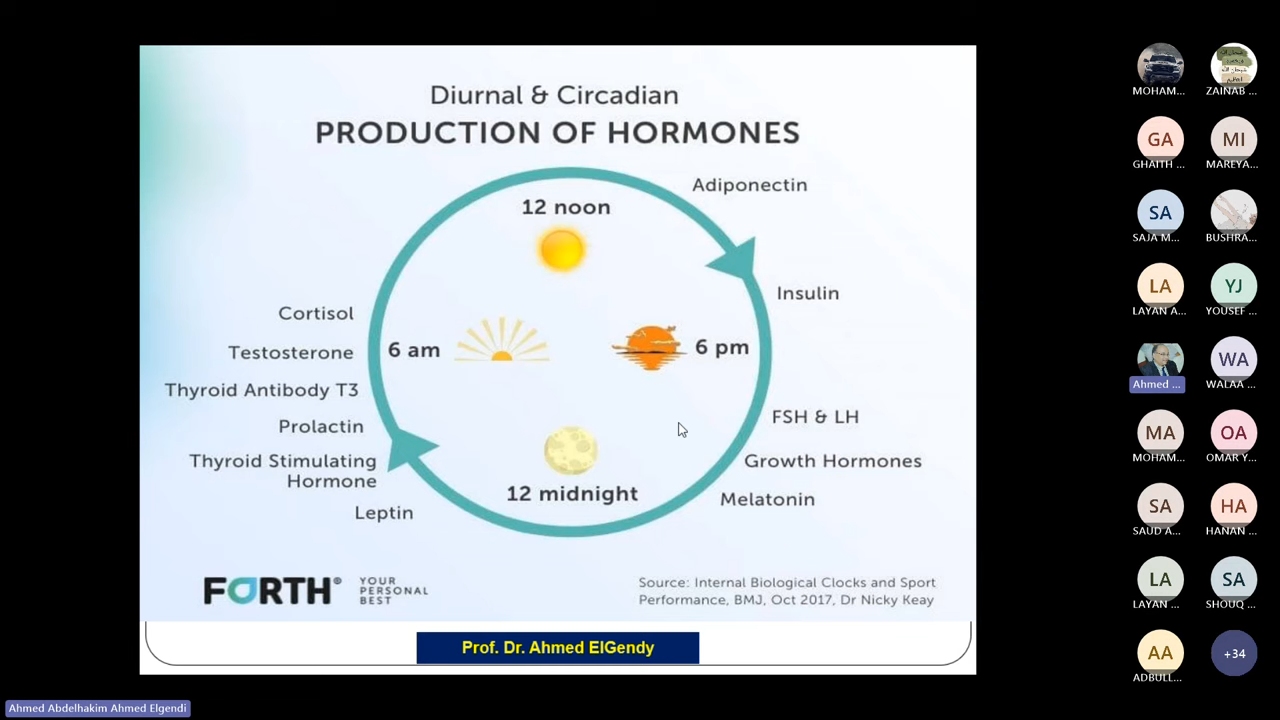 Diurnal & Circadian
PRODUCTION OF HORMONES
12 noon
6 am
6 pm
12 midnight
Adiponectin
Insulin
FSH & LH
Growth Hormones
Melatonin
Cortisol
Testosterone
Thyroid Antibody T3
Prolactin
Thyroid Stimulating
Hormone
Leptin
FORTH®
YOUR
PERSONAL
BEST
Source: Internal Biological Clocks and Sport
Performance, BMJ, Oct 2017, Dr Nicky Keay
Prof. Dr. Ahmed ElGendy
Ahmed Abdelhakim Ahmed Elgendi
MOHAM...
ZAINAB ...
GA
GHAITH ...
MI
MAREYA...
SA
SAJA M...
BUSHRA...
LA
LAYAN A...
YJ
YOUSEF ...
Ahmed ...
WA
WALAA ...
MA
MOHAM...
OA
OMAR Y...
SA
SAUD A...
HA
HANAN ...
LA
LAYAN ...
SA
SHOUQ ...
AA
ADBULL...
+34